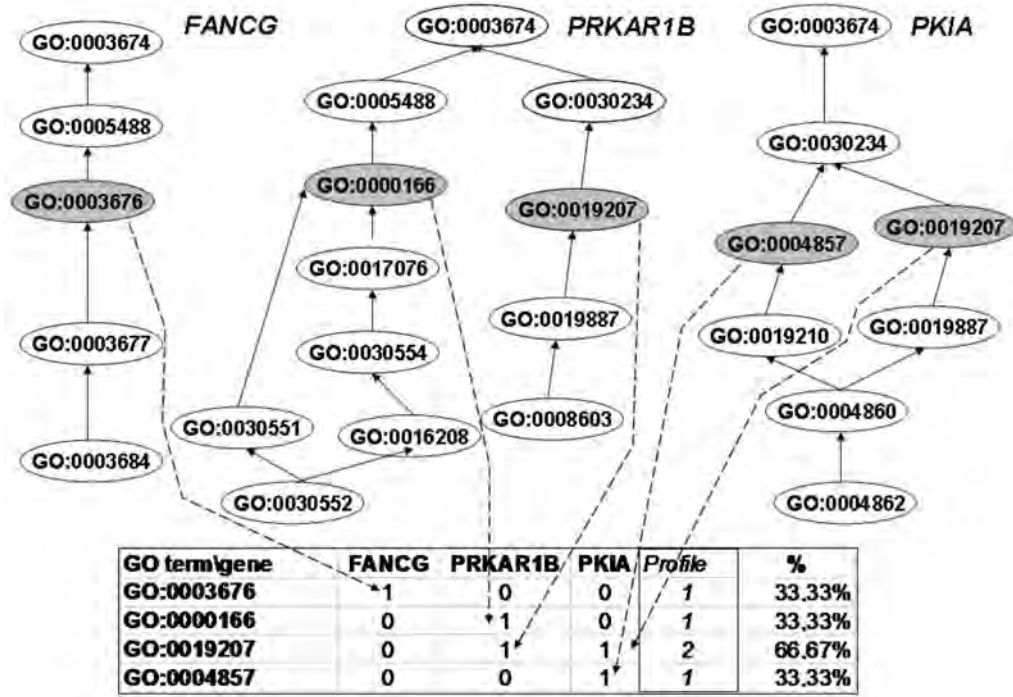 FANCG
GO:0003674
GO:0005488
GO:0003676
GO:0003677
GO:0003684
PRKAR1B
GO:0003674
GO:0005488
GO:0030234
GO:0000166
GO:0019207
GO:0017076
GO:0019887
GO:0030554
GO:0030551
GO:0016208
GO:0008603
GO:0030552
PKIA
GO:0003674
GO:0030234
GO:0004857
GO:0019207
GO:0019210
GO:0019887
GO:0004860
GO:0004862
GO term\gene FANCG PRKAR1B PKIA Profile %
GO:0003676 1 0 0 1 33.33%
GO:0000166 0 1 0 1 33.33%
GO:0019207 0 1 1 2 66.67%
GO:0004857 0 0 1 1 33.33%